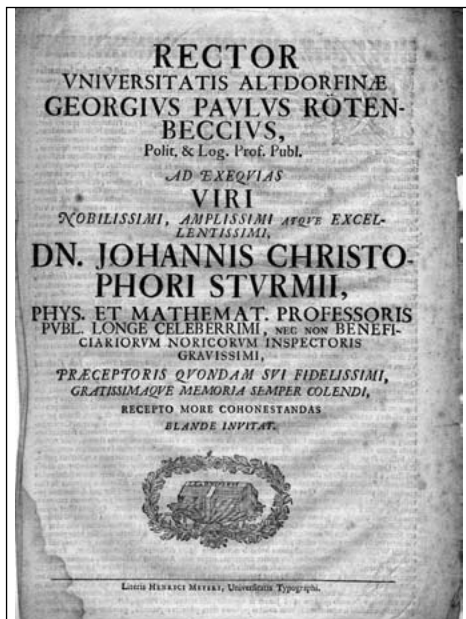 RECTOR
VNIVERSITATIS ALTDORFINÆ
GEORGIVS PAVLVS RÖTEN-
BECCIVS,
Polit. & Log. Prof. Publ.
AD EXEQVIAS
VIRI
NOBILISSIMI, AMPLISSIMI ATQVE EXCEL-
LENTISSIMI,
DN. JOHANNIS CHRISTO-
PHORI STVRMII,
PHYS. ET MATHEMAT. PROFESSORIS
PVBL. LONGE CELEBERRIMI, NEC NON BENEFI-
CIARIORVM NORICORVM INSPECTORIS
GRAVISSIMI,
PRÆCEPTORIS QVONDAM SVI FIDELISSIMI,
GRATISSIMAQVE MEMORIA SEMPER COLENDI,
RECEPTO MORE COHONESTANDAS
BLANDE INVITAT.
Literis HENRICI MEYERI, Universitatis Typographi.